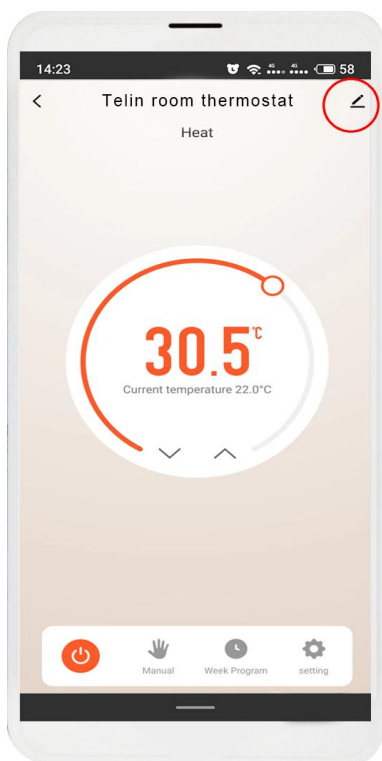 14:23
58
Telin room thermostat
Heat
30.5℃
Current temperature 22.0°C
Manual
Week Program
setting